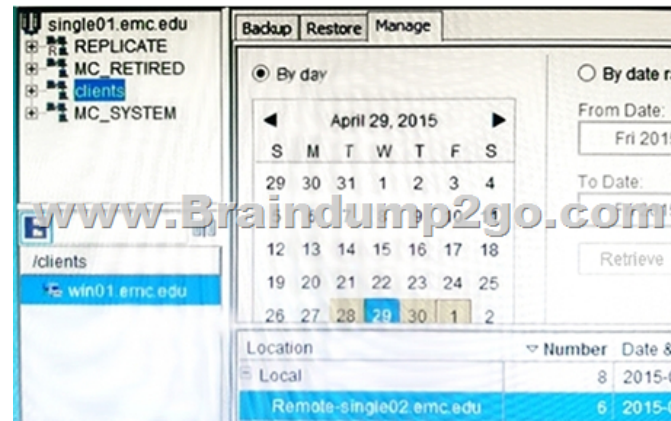 single01.emc.edu
REPLICATE
MC_RETIRED
clients
MC_SYSTEM
/clients
win01.emc.edu
Backup Restore Manage
By day
April 29, 2015
S M T W T F S
29 30 31 1 2 3 4
10
12 13 14 15 16 17 18
19 20 21 22 23 24 25
26 27 28 29 30 1 2
By date r
From Date:
Fri 2015
To Date:
Retrieve
www.Braindump2go.com
Location Number Date &
Local 8 2015-
Remote-single02.emc.edu 6 2015-